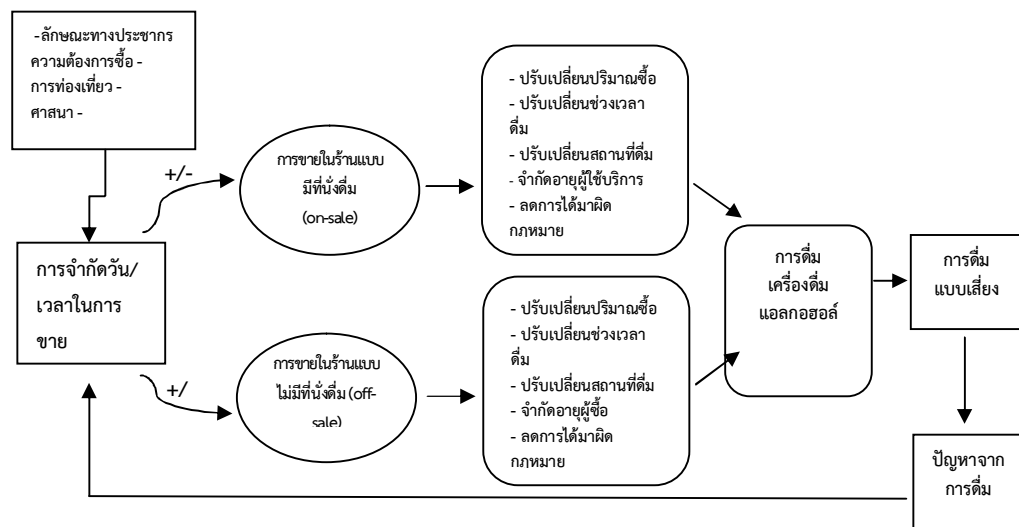 -ลักษณะทางประชากร
ความต้องการซื้อ -
การท่องเที่ยว -
ศาสนา -
+/-
การขายในร้านแบบ
มีที่นั่งดื่ม
(on-sale)
- ปรับเปลี่ยนปริมาณซื้อ
- ปรับเปลี่ยนช่วงเวลา
ดื่ม
- ปรับเปลี่ยนสถานที่ดื่ม
- จำกัดอายุผู้ใช้บริการ
- ลดการได้มาผิด
กฎหมาย
การจำกัดวัน/
เวลาในการ
ขาย
+/
การขายในร้านแบบ
ไม่มีที่นั่งดื่ม (off-
sale)
- ปรับเปลี่ยนปริมาณซื้อ
- ปรับเปลี่ยนช่วงเวลา
ดื่ม
- ปรับเปลี่ยนสถานที่ดื่ม
- จำกัดอายุผู้ซื้อ
- ลดการได้มาผิด
กฎหมาย
การดื่ม
เครื่องดื่ม
แอลกอฮอล์
การดื่ม
แบบเสี่ยง
ปัญหาจาก
การดื่ม